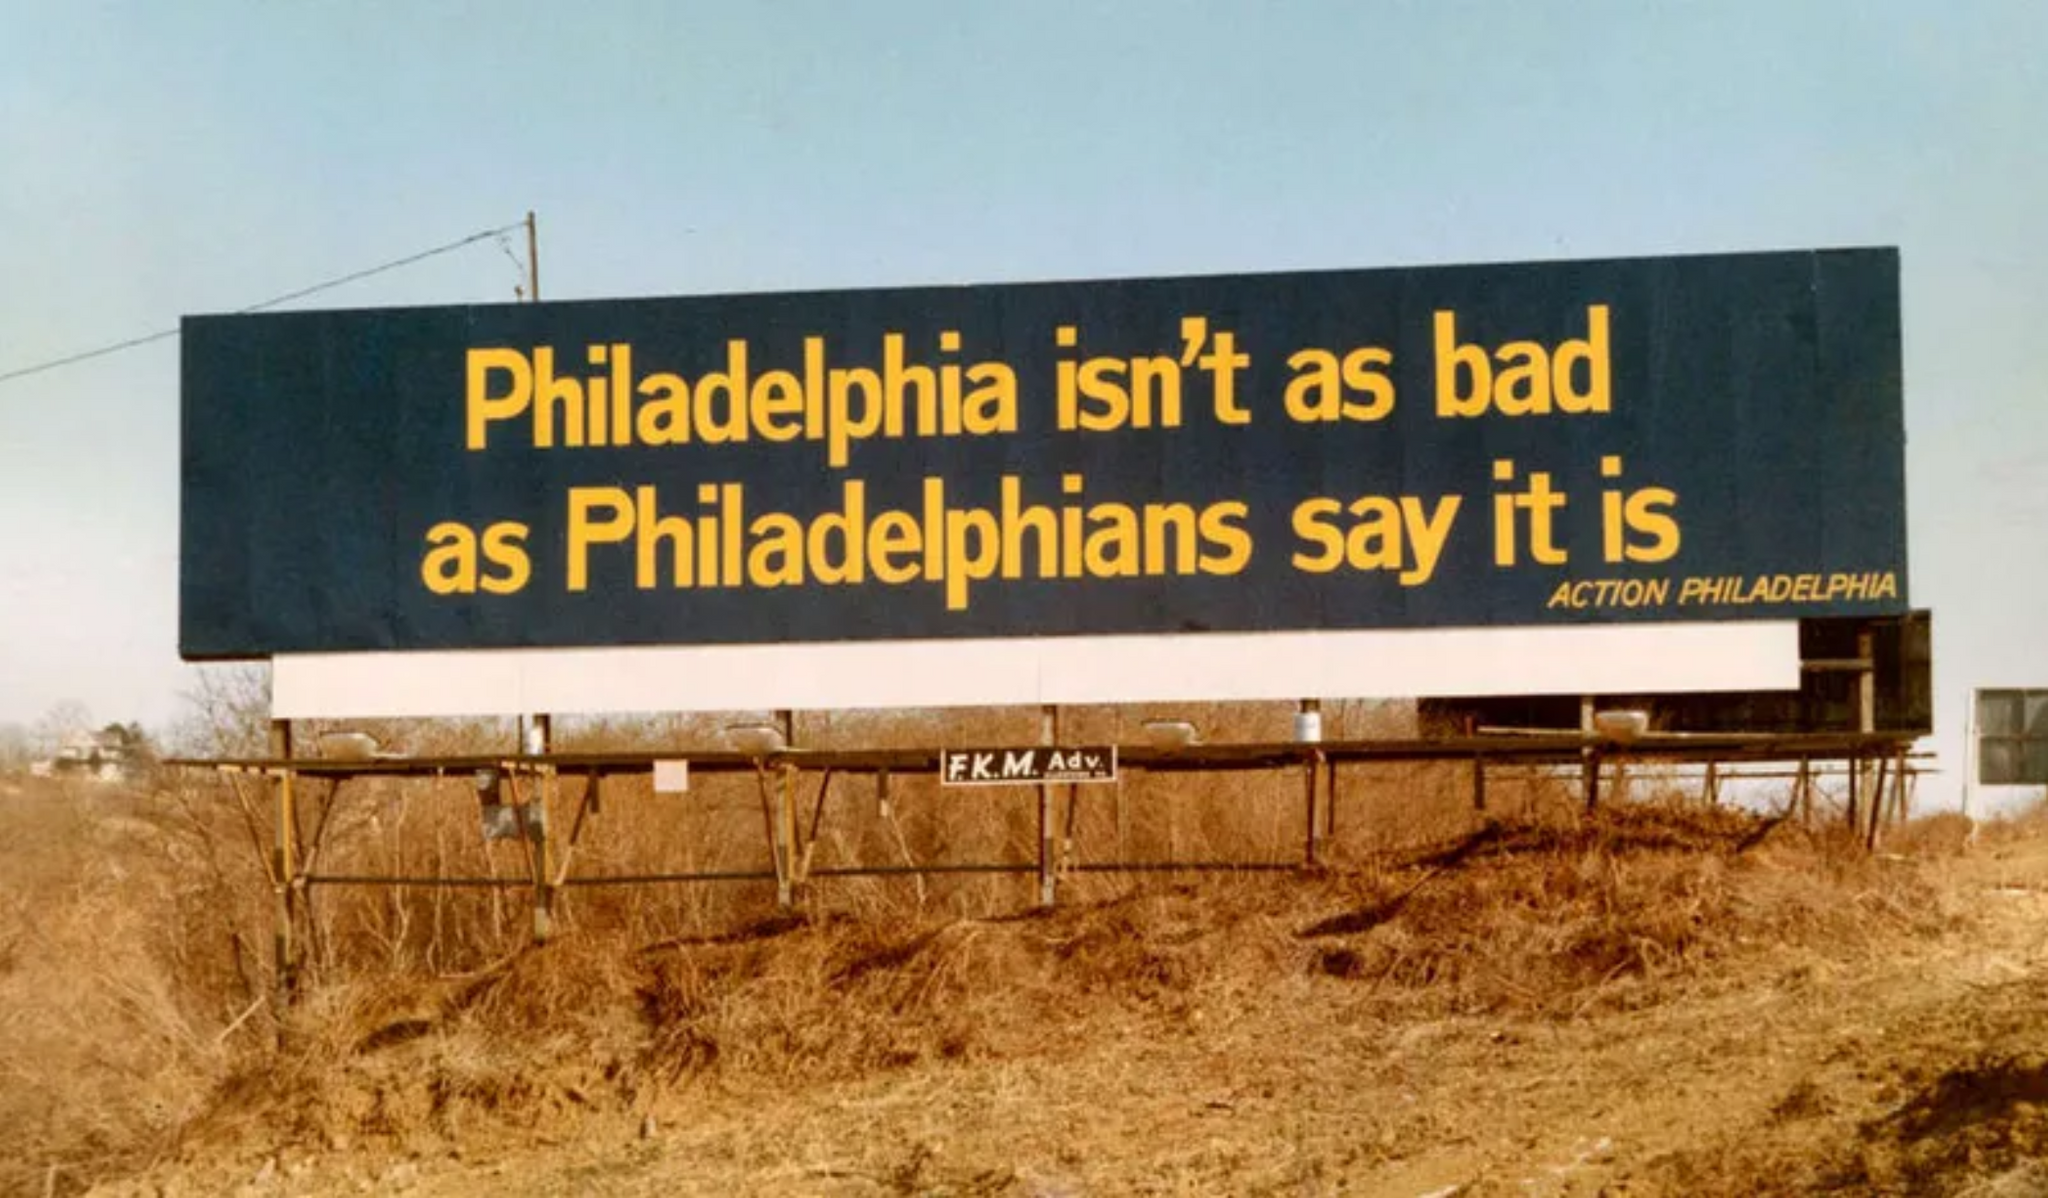 Philadelphia isn't as bad
as Philadelphians say it is
ACTION PHILADELPHIA
F.K.M. Adv.